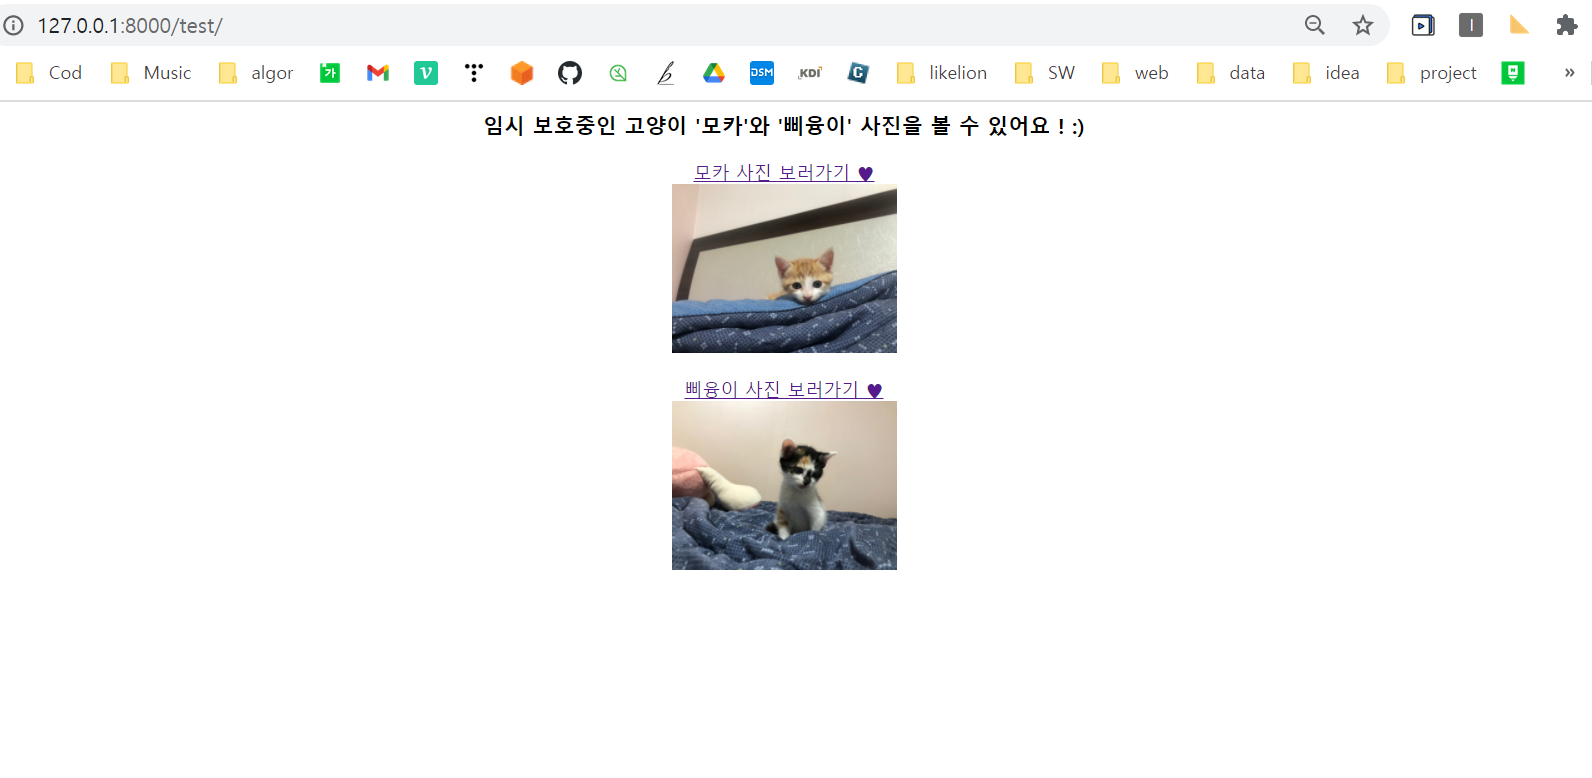 127.0.0.1:8000/test/
Cod Music algor 가 DSM KDI C likelion SW web data idea project »
임시 보호중인 고양이 '모카'와 '삐융이' 사진을 볼 수 있어요 ! :)
모카 사진 보러가기 ♥
삐융이 사진 보러가기 ♥